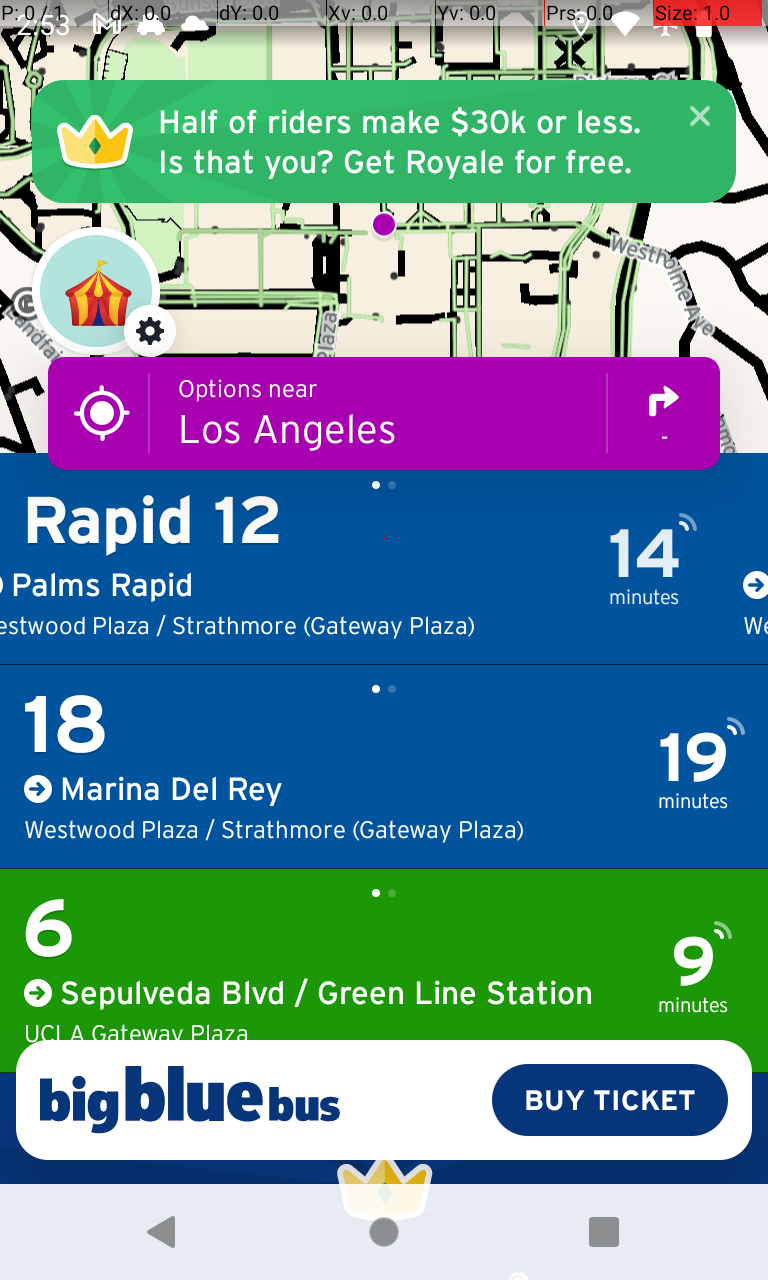 P: 0 / 1 dX: 0.0 dY: 0.0 Xv: 0.0 Yv: 0.0 Prs: 0.0 Size: 1.0
2:53
Half of riders make $30k or less.
Is that you? Get Royale for free.
Westholme Ave
Plaza
Options near
Los Angeles
-
Rapid 12
14
minutes
Palms Rapid
estwood Plaza / Strathmore (Gateway Plaza)
We
18
19
minutes
Marina Del Rey
Westwood Plaza / Strathmore (Gateway Plaza)
6
9
minutes
Sepulveda Blvd / Green Line Station
UCLA Gateway Plaza
big blue bus
BUY TICKET